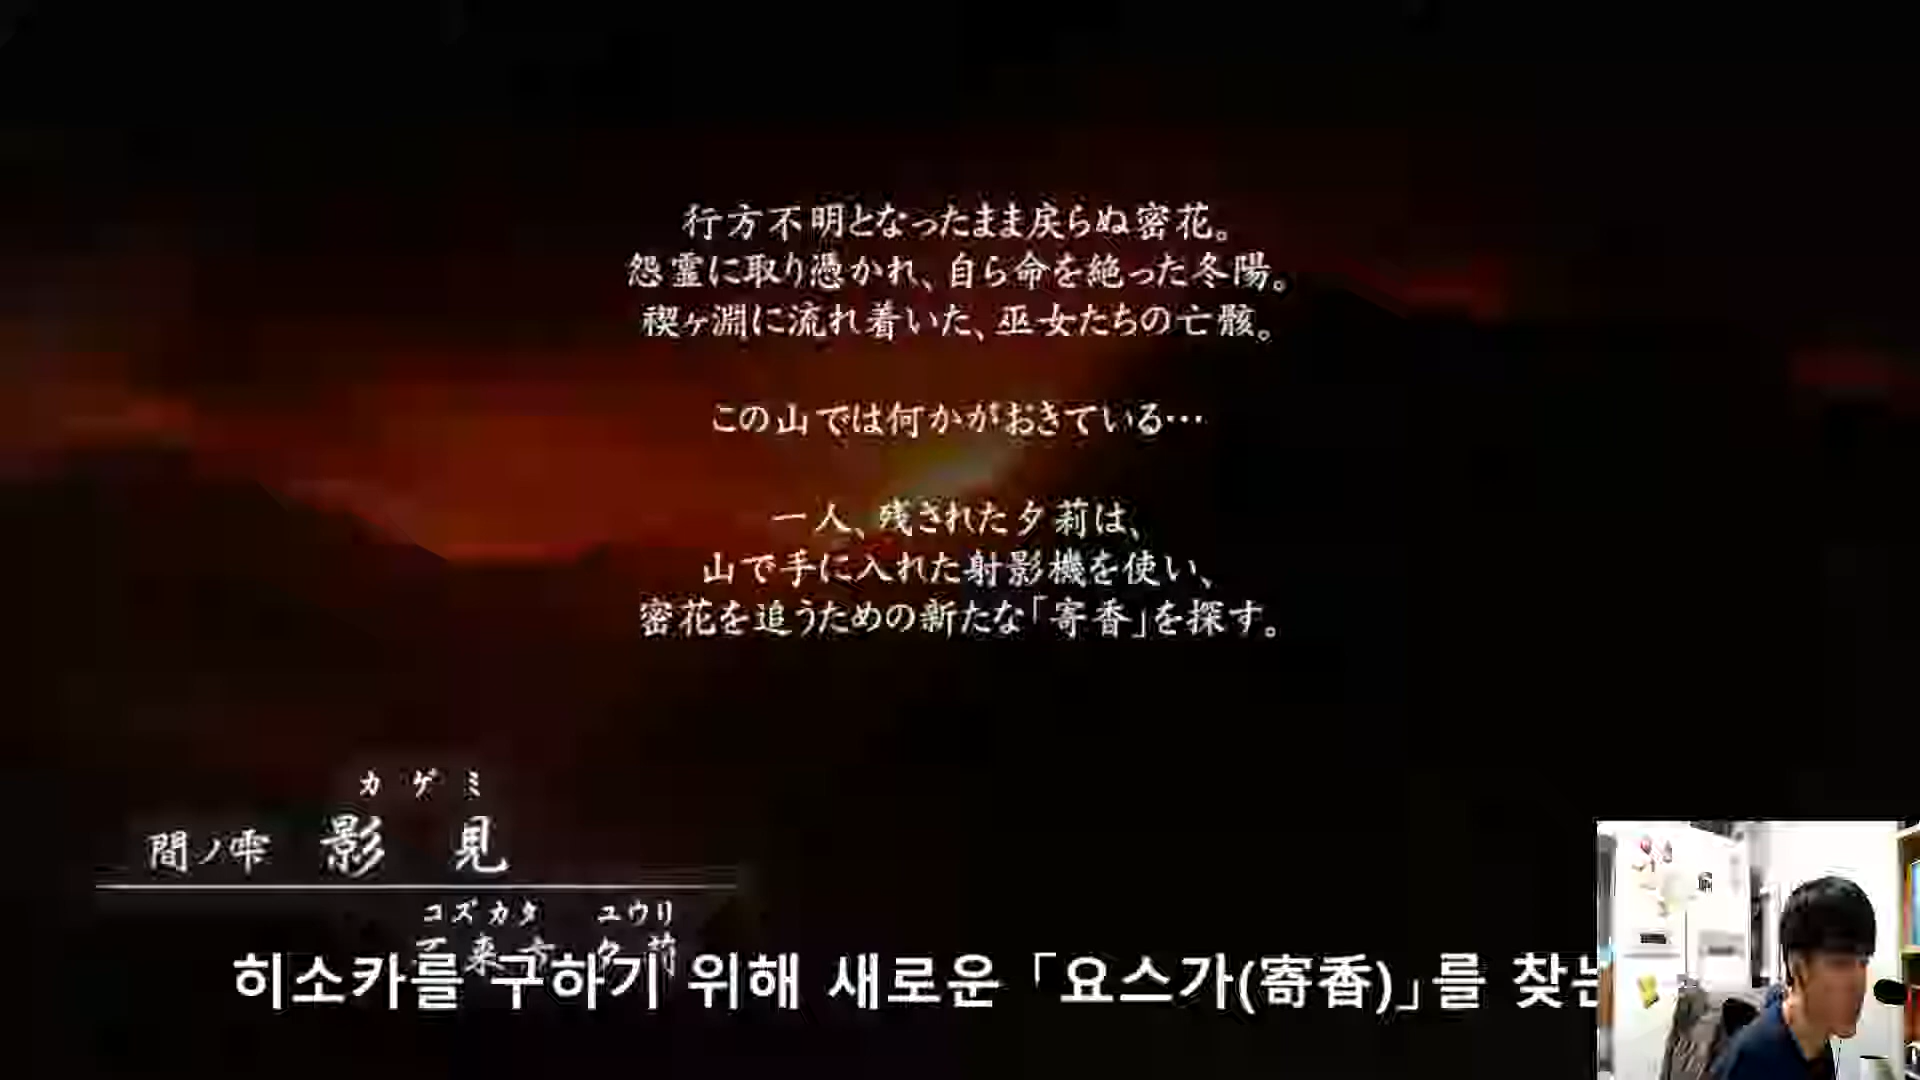 行方不明となったまま戻らぬ密花。
怨霊に取り憑かれ、自ら命を絶った冬陽。
禊ヶ淵に流れ着いた、巫女たちの亡骸。
この山では何かがおきている…
一人、残された夕莉は、
山で手に入れた射影機を使い、
密花を追うための新たな「寄香」を探す。
カゲミ
間ノ雫 影見
コズカタ ユウリ
不来方 夕莉
히소카를 구하기 위해 새로운 「요스가(寄香)」를 찾는